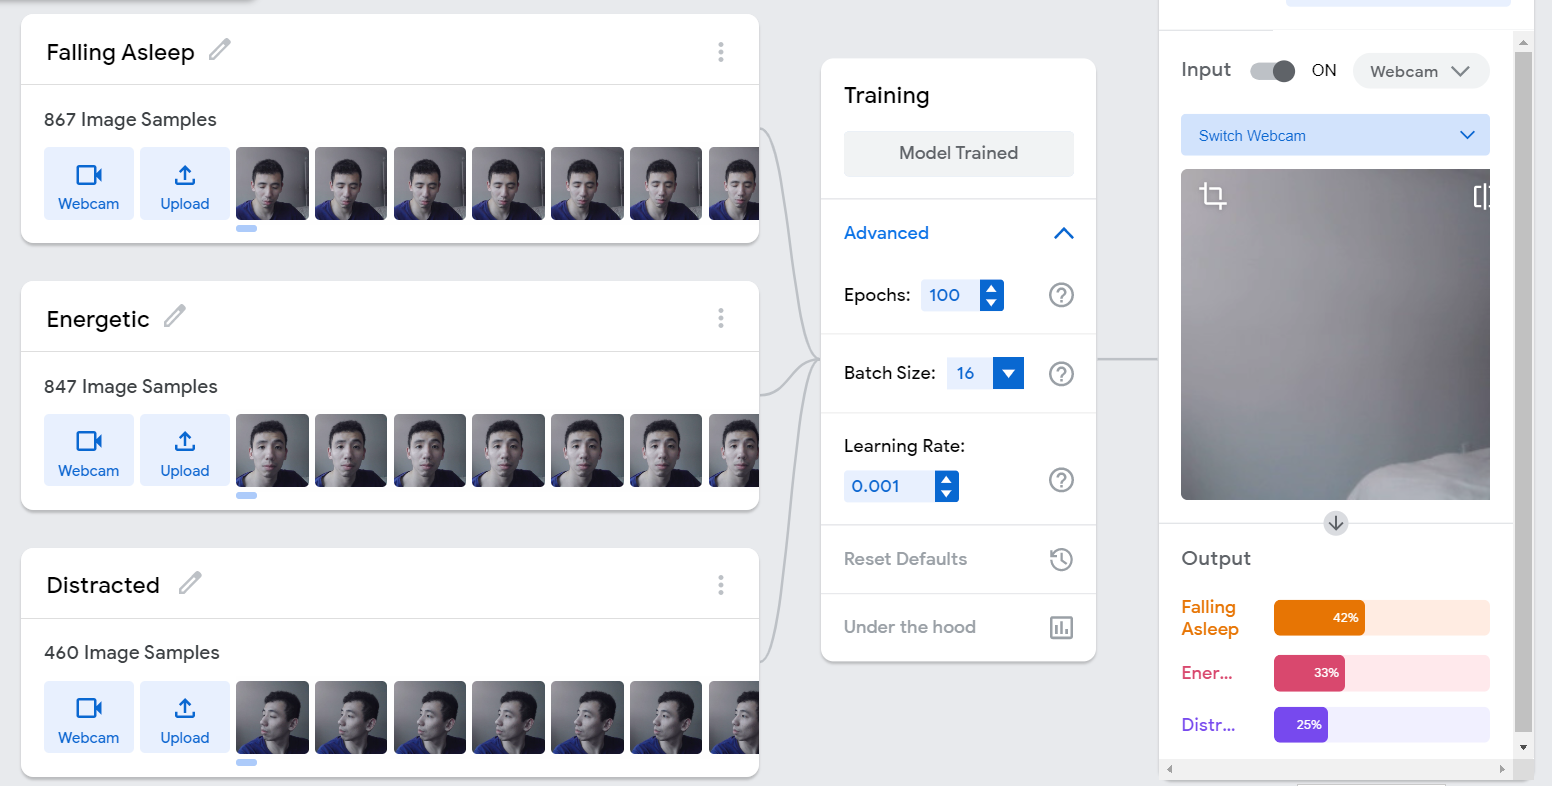 Falling Asleep
867 Image Samples
Webcam
Upload
Energetic
847 Image Samples
Webcam
Upload
Distracted
460 Image Samples
Webcam
Upload
Training
Model Trained
Advanced
Epochs: 100
Batch Size: 16
Learning Rate:
0.001
Reset Defaults
Under the hood
Input ON Webcam
Switch Webcam
Output
Falling
Asleep
42%
Ener... 33%
Distr... 25%